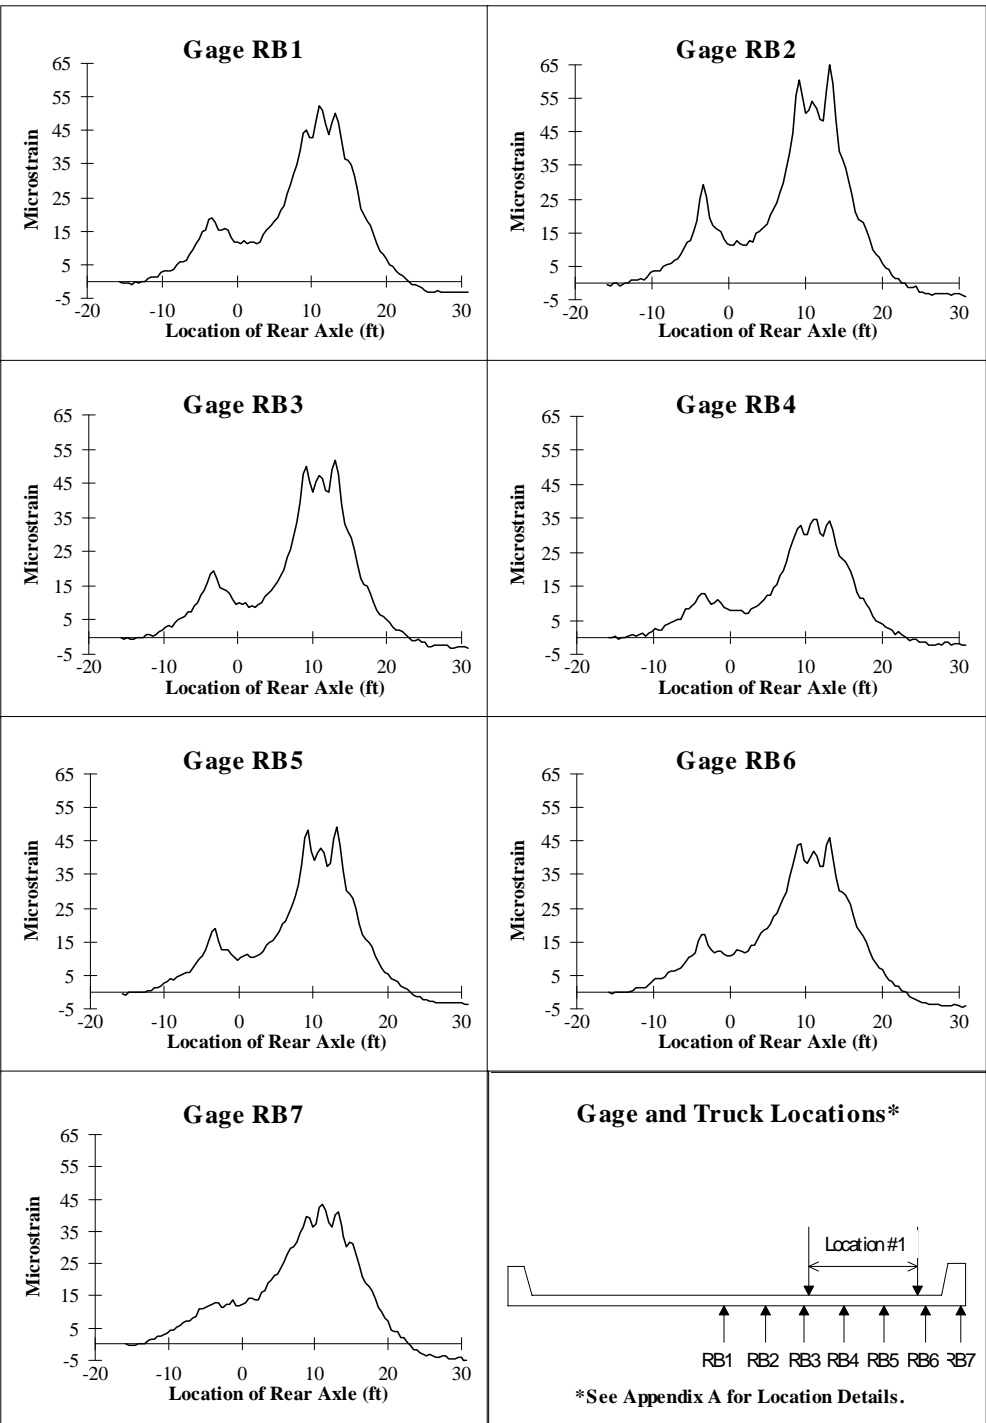 Gage RB1
65
55
45
35
25
15
5
-5
-20 -10 0 10 20 30
Microstrain
Location of Rear Axle (ft)
Gage RB2
65
55
45
35
25
15
5
-5
-20 -10 0 10 20 30
Microstrain
Location of Rear Axle (ft)
Gage RB3
65
55
45
35
25
15
5
-5
-20 -10 0 10 20 30
Microstrain
Location of Rear Axle (ft)
Gage RB4
65
55
45
35
25
15
5
-5
-20 -10 0 10 20 30
Microstrain
Location of Rear Axle (ft)
Gage RB5
65
55
45
35
25
15
5
-5
-20 -10 0 10 20 30
Microstrain
Location of Rear Axle (ft)
Gage RB6
65
55
45
35
25
15
5
-5
-20 -10 0 10 20 30
Microstrain
Location of Rear Axle (ft)
Gage RB7
65
55
45
35
25
15
5
-5
-20 -10 0 10 20 30
Microstrain
Location of Rear Axle (ft)
Gage and Truck Locations*
Location #1
RB1 RB2 RB3 RB4 RB5 RB6 RB7
*See Appendix A for Location Details.